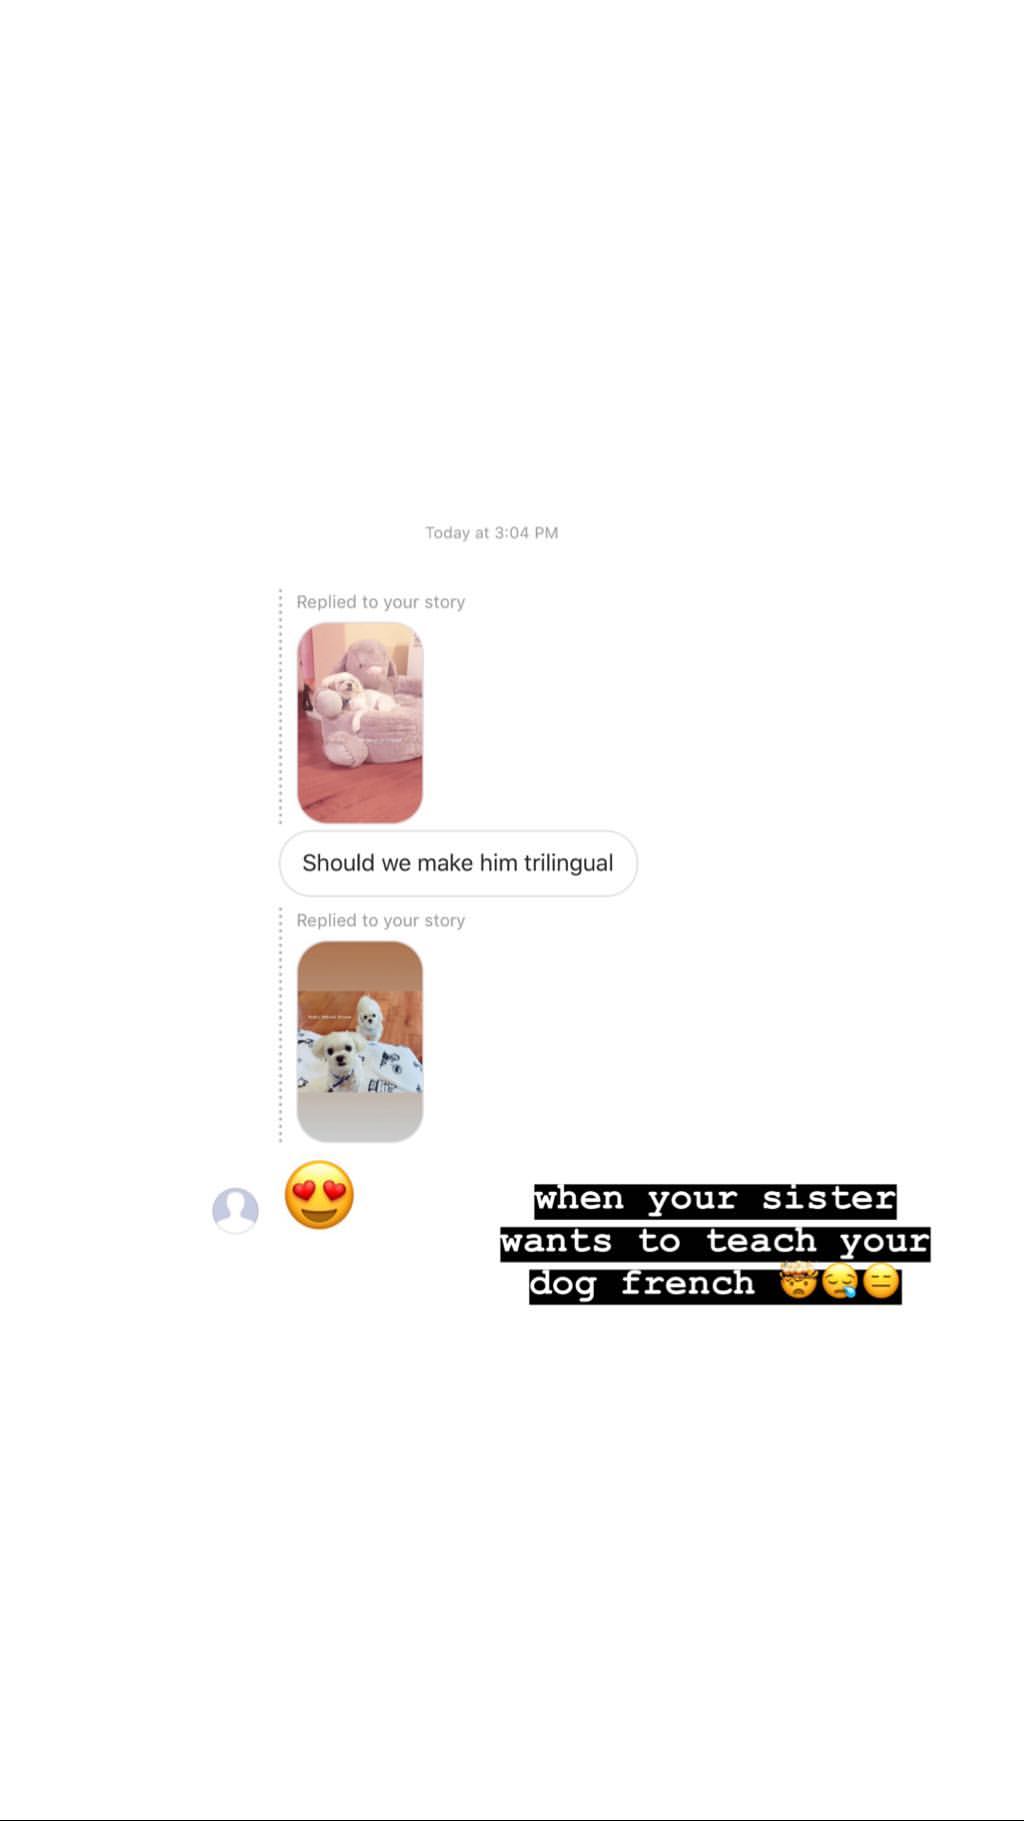 Today at 3:04 PM
Replied to your story
Should we make him trilingual
Replied to your story
😍
when your sister
wants to teach your
dog french 🤯😪😑